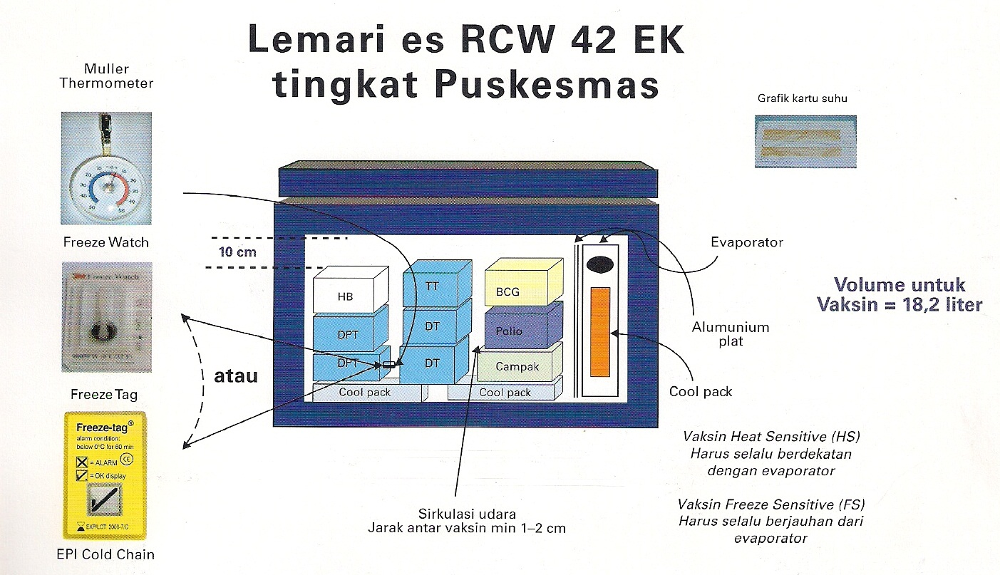 Lemari es RCW 42 EK
tingkat Puskesmas
Muller
Thermometer
Grafik kartu suhu
Freeze Watch
10 cm
Evaporator
HB
TT
BCG
DPT
DT
Polio
DPT
DT
Campak
Cool pack
Cool pack
Volume untuk
Vaksin = 18,2 liter
Alumunium
plat
Cool pack
atau
Freeze Tag
Freeze-tag®
alarm condition:
below 0°C for 60 min
= ALARM
CE
= OK display
EPI Cold Chain
Sirkulasi udara
Jarak antar vaksin min 1–2 cm
Vaksin Heat Sensitive (HS)
Harus selalu berdekatan
dengan evaporator
Vaksin Freeze Sensitive (FS)
Harus selalu berjauhan dari
evaporator